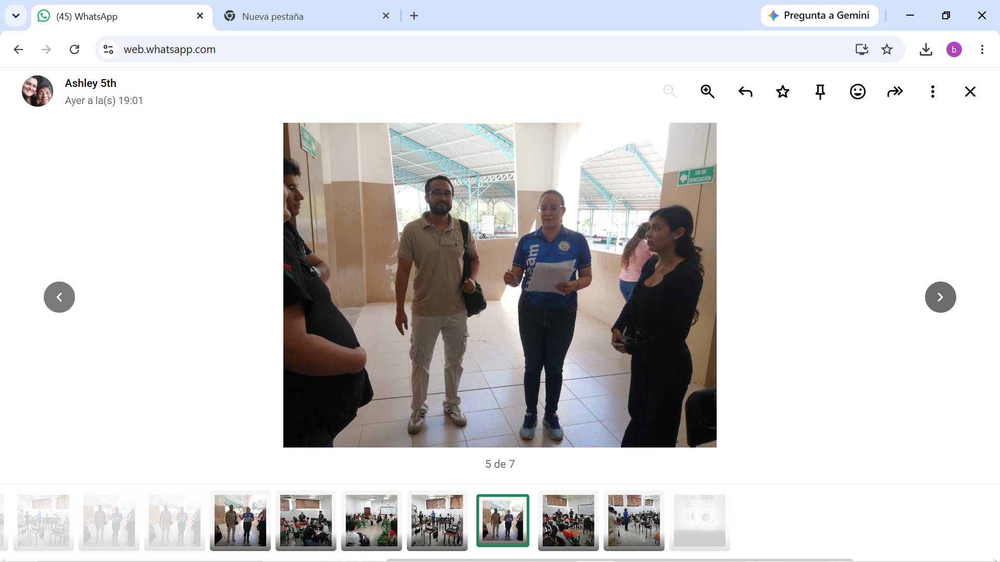 (45) WhatsApp
Nueva pestaña
Pregunta a Gemini
web.whatsapp.com
b
Ashley 5th
Ayer a la(s) 19:01
VIA DE
EVACUACIÓN
5 de 7